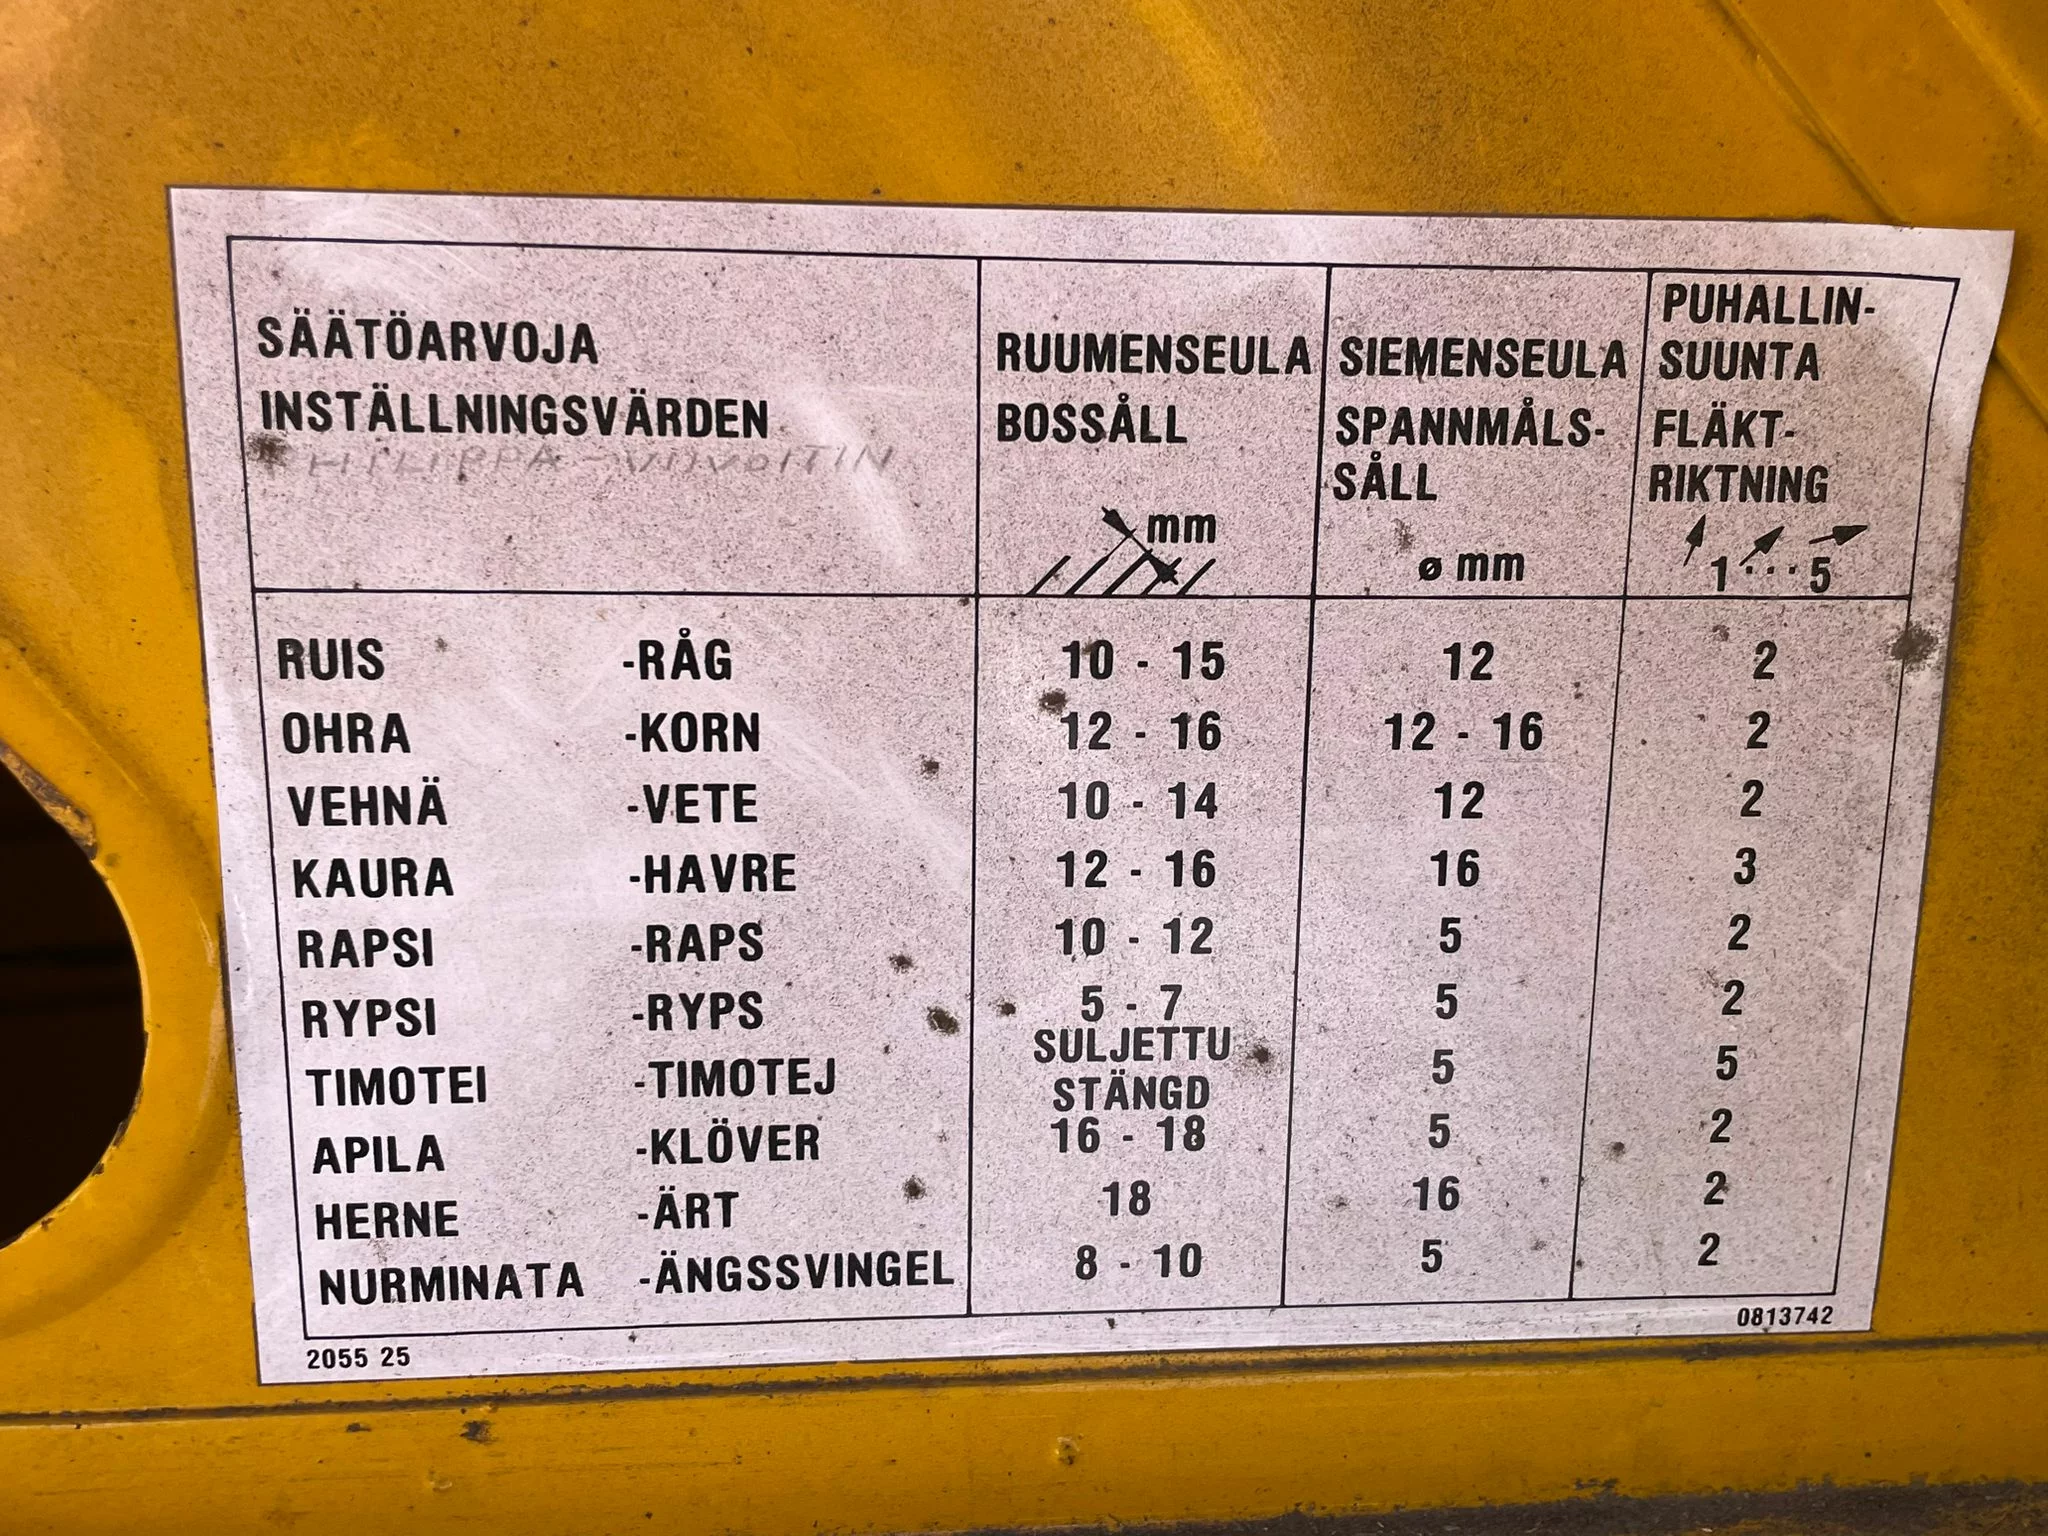 SÄÄTÖARVOJA
INSTÄLLNINGSVÄRDEN
RUUMENSEULA
BOSSÅLL
mm
SIEMENSEULA
SPANNMÅLS-
SÅLL
ø mm
PUHALLIN-
SUUNTA
FLÄKT-
RIKTNING
1...5
RUIS -RÅG 10 - 15 12 2
OHRA -KORN 12 - 16 12 - 16 2
VEHNÄ -VETE 10 - 14 12 2
KAURA -HAVRE 12 - 16 16 3
RAPSI -RAPS 10 - 12 5 2
RYPSI -RYPS 5 - 7 5 2
TIMOTEI -TIMOTEJ SULJETTU 5 5
STÄNGD
APILA -KLÖVER 16 - 18 5 2
HERNE -ÄRT 18 16 2
NURMINATA -ÄNGSSVINGEL 8 - 10 5 2
2055 25
0813742